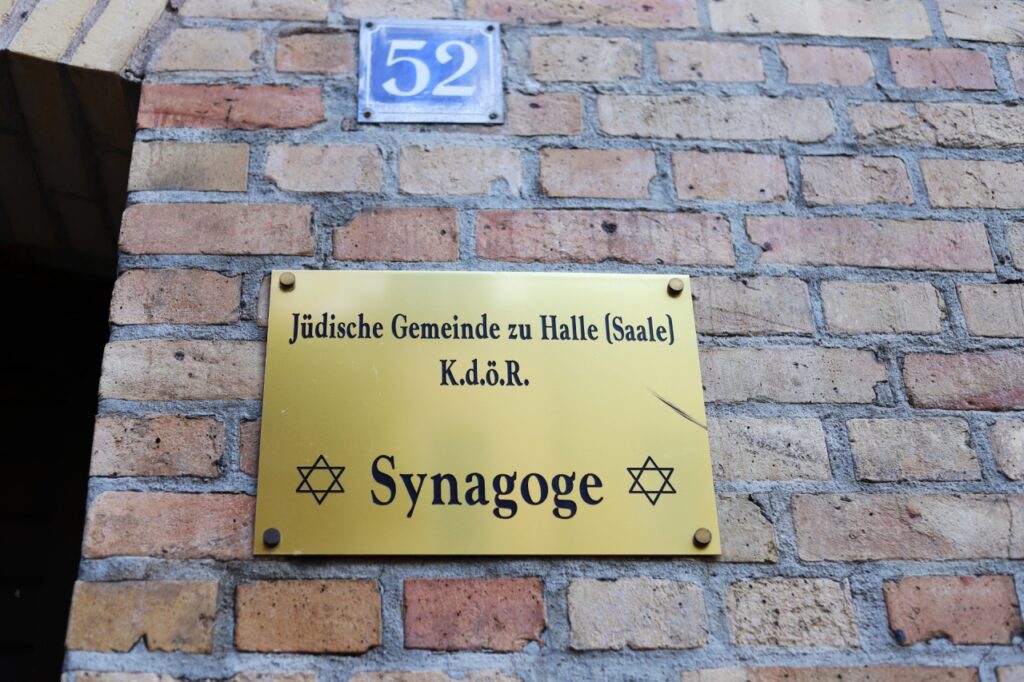 52
Jüdische Gemeinde zu Halle (Saale)
K.d.ö.R.
Synagoge